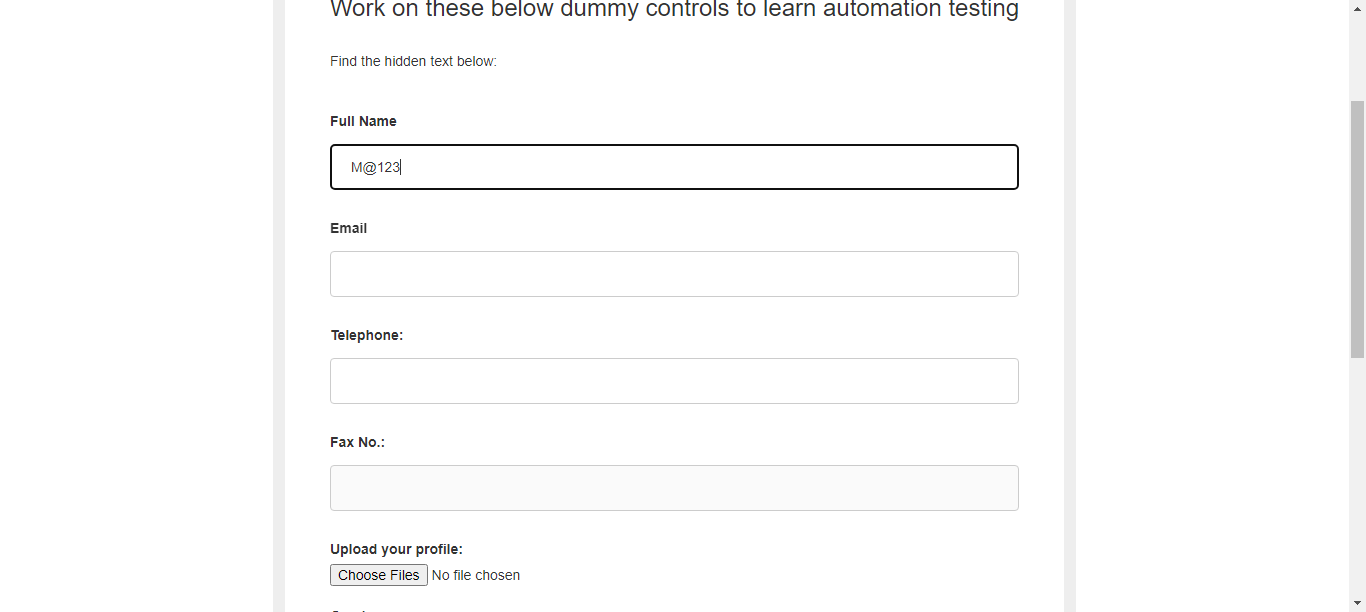 Work on these below dummy controls to learn automation testing
Find the hidden text below:
Full Name
M@123
Email
Telephone:
Fax No.:
Upload your profile:
Choose Files No file chosen